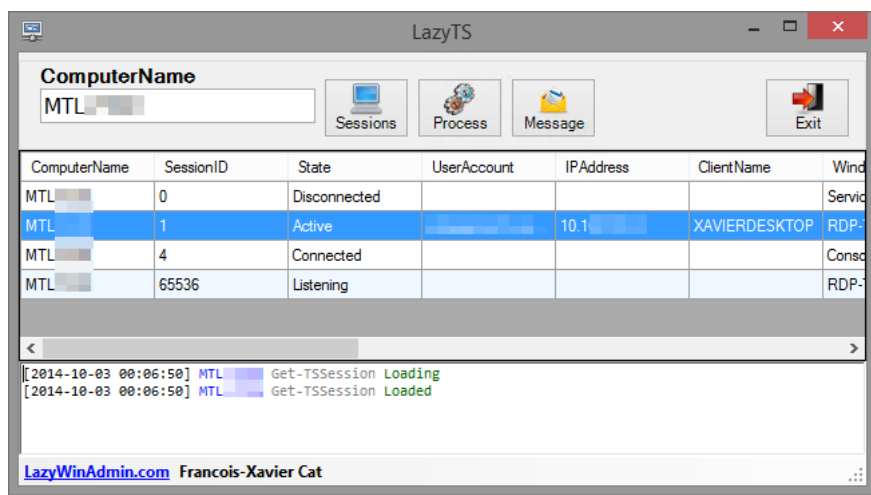 LazyTS
ComputerName
MTL
Sessions Process Message Exit
ComputerName SessionID State UserAccount IPAddress ClientName Wind
MTL 0 Disconnected Servic
MTL 1 Active 10.1 XAVIERDESKTOP RDP-T
MTL 4 Connected Conso
MTL 65536 Listening RDP-T
[2014-10-03 00:06:50] MTL Get-TSSession Loading
[2014-10-03 00:06:50] MTL Get-TSSession Loaded
LazyWinAdmin.com Francois-Xavier Cat